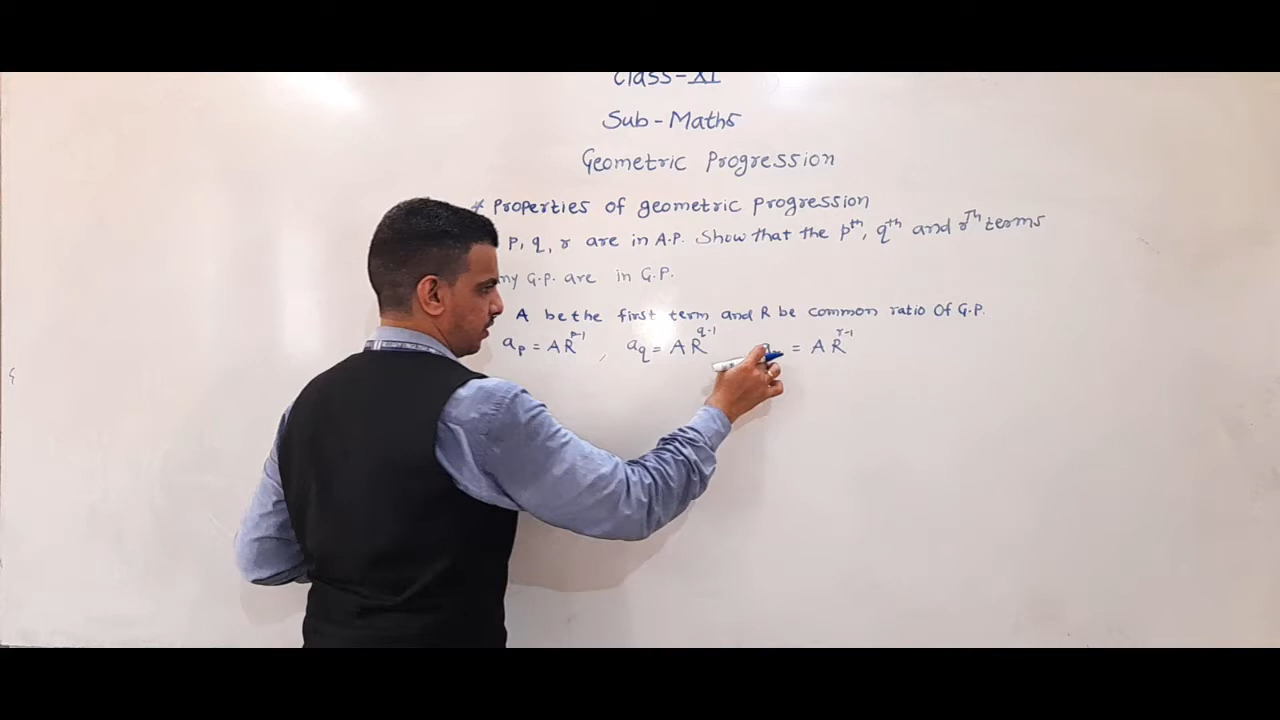 Class-XI
Sub-Maths
Geometric Progression
* Properties of geometric progression
p, q, r are in A.P. Show that the pth, qth and rth terms
G.P. are in G.P.
A be the first term and R be common ratio of G.P.
ap = AR^p-1 , aq = AR^q-1 = AR^r-1